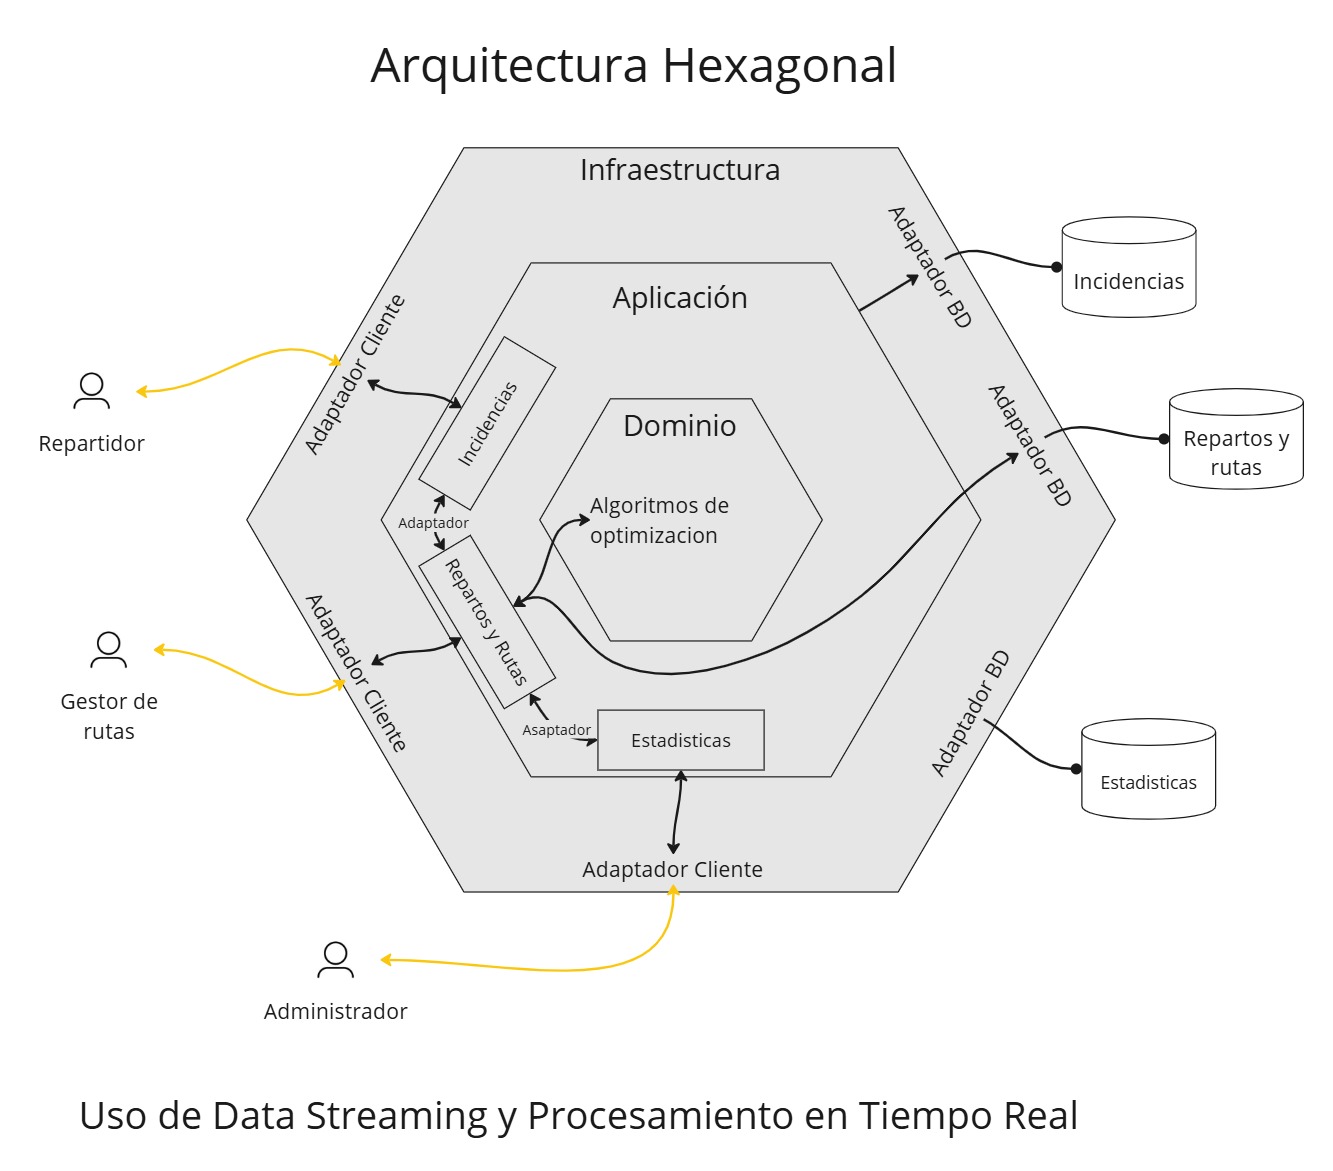 Arquitectura Hexagonal
Infraestructura
Adaptador BD
Incidencias
Aplicación
Adaptador Cliente
Incidencias
Repartidor
Dominio
Adaptador BD
Repartos y
rutas
Algoritmos de
optimizacion
Adaptador
Repartos y Rutas
Adaptador Cliente
Gestor de
rutas
Asaptador
Estadisticas
Adaptador BD
Estadisticas
Adaptador Cliente
Administrador
Uso de Data Streaming y Procesamiento en Tiempo Real